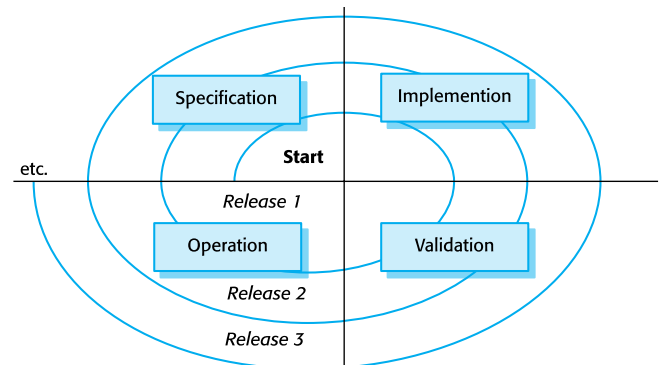 Specification
Implemention
Start
etc.
Release 1
Operation
Validation
Release 2
Release 3